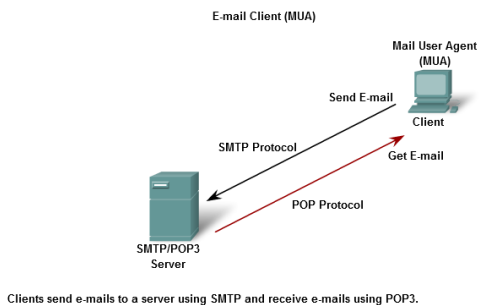 E-mail Client (MUA)
Mail User Agent
(MUA)
Send E-mail
Client
SMTP Protocol
Get E-mail
POP Protocol
SMTP/POP3
Server
Clients send e-mails to a server using SMTP and receive e-mails using POP3.